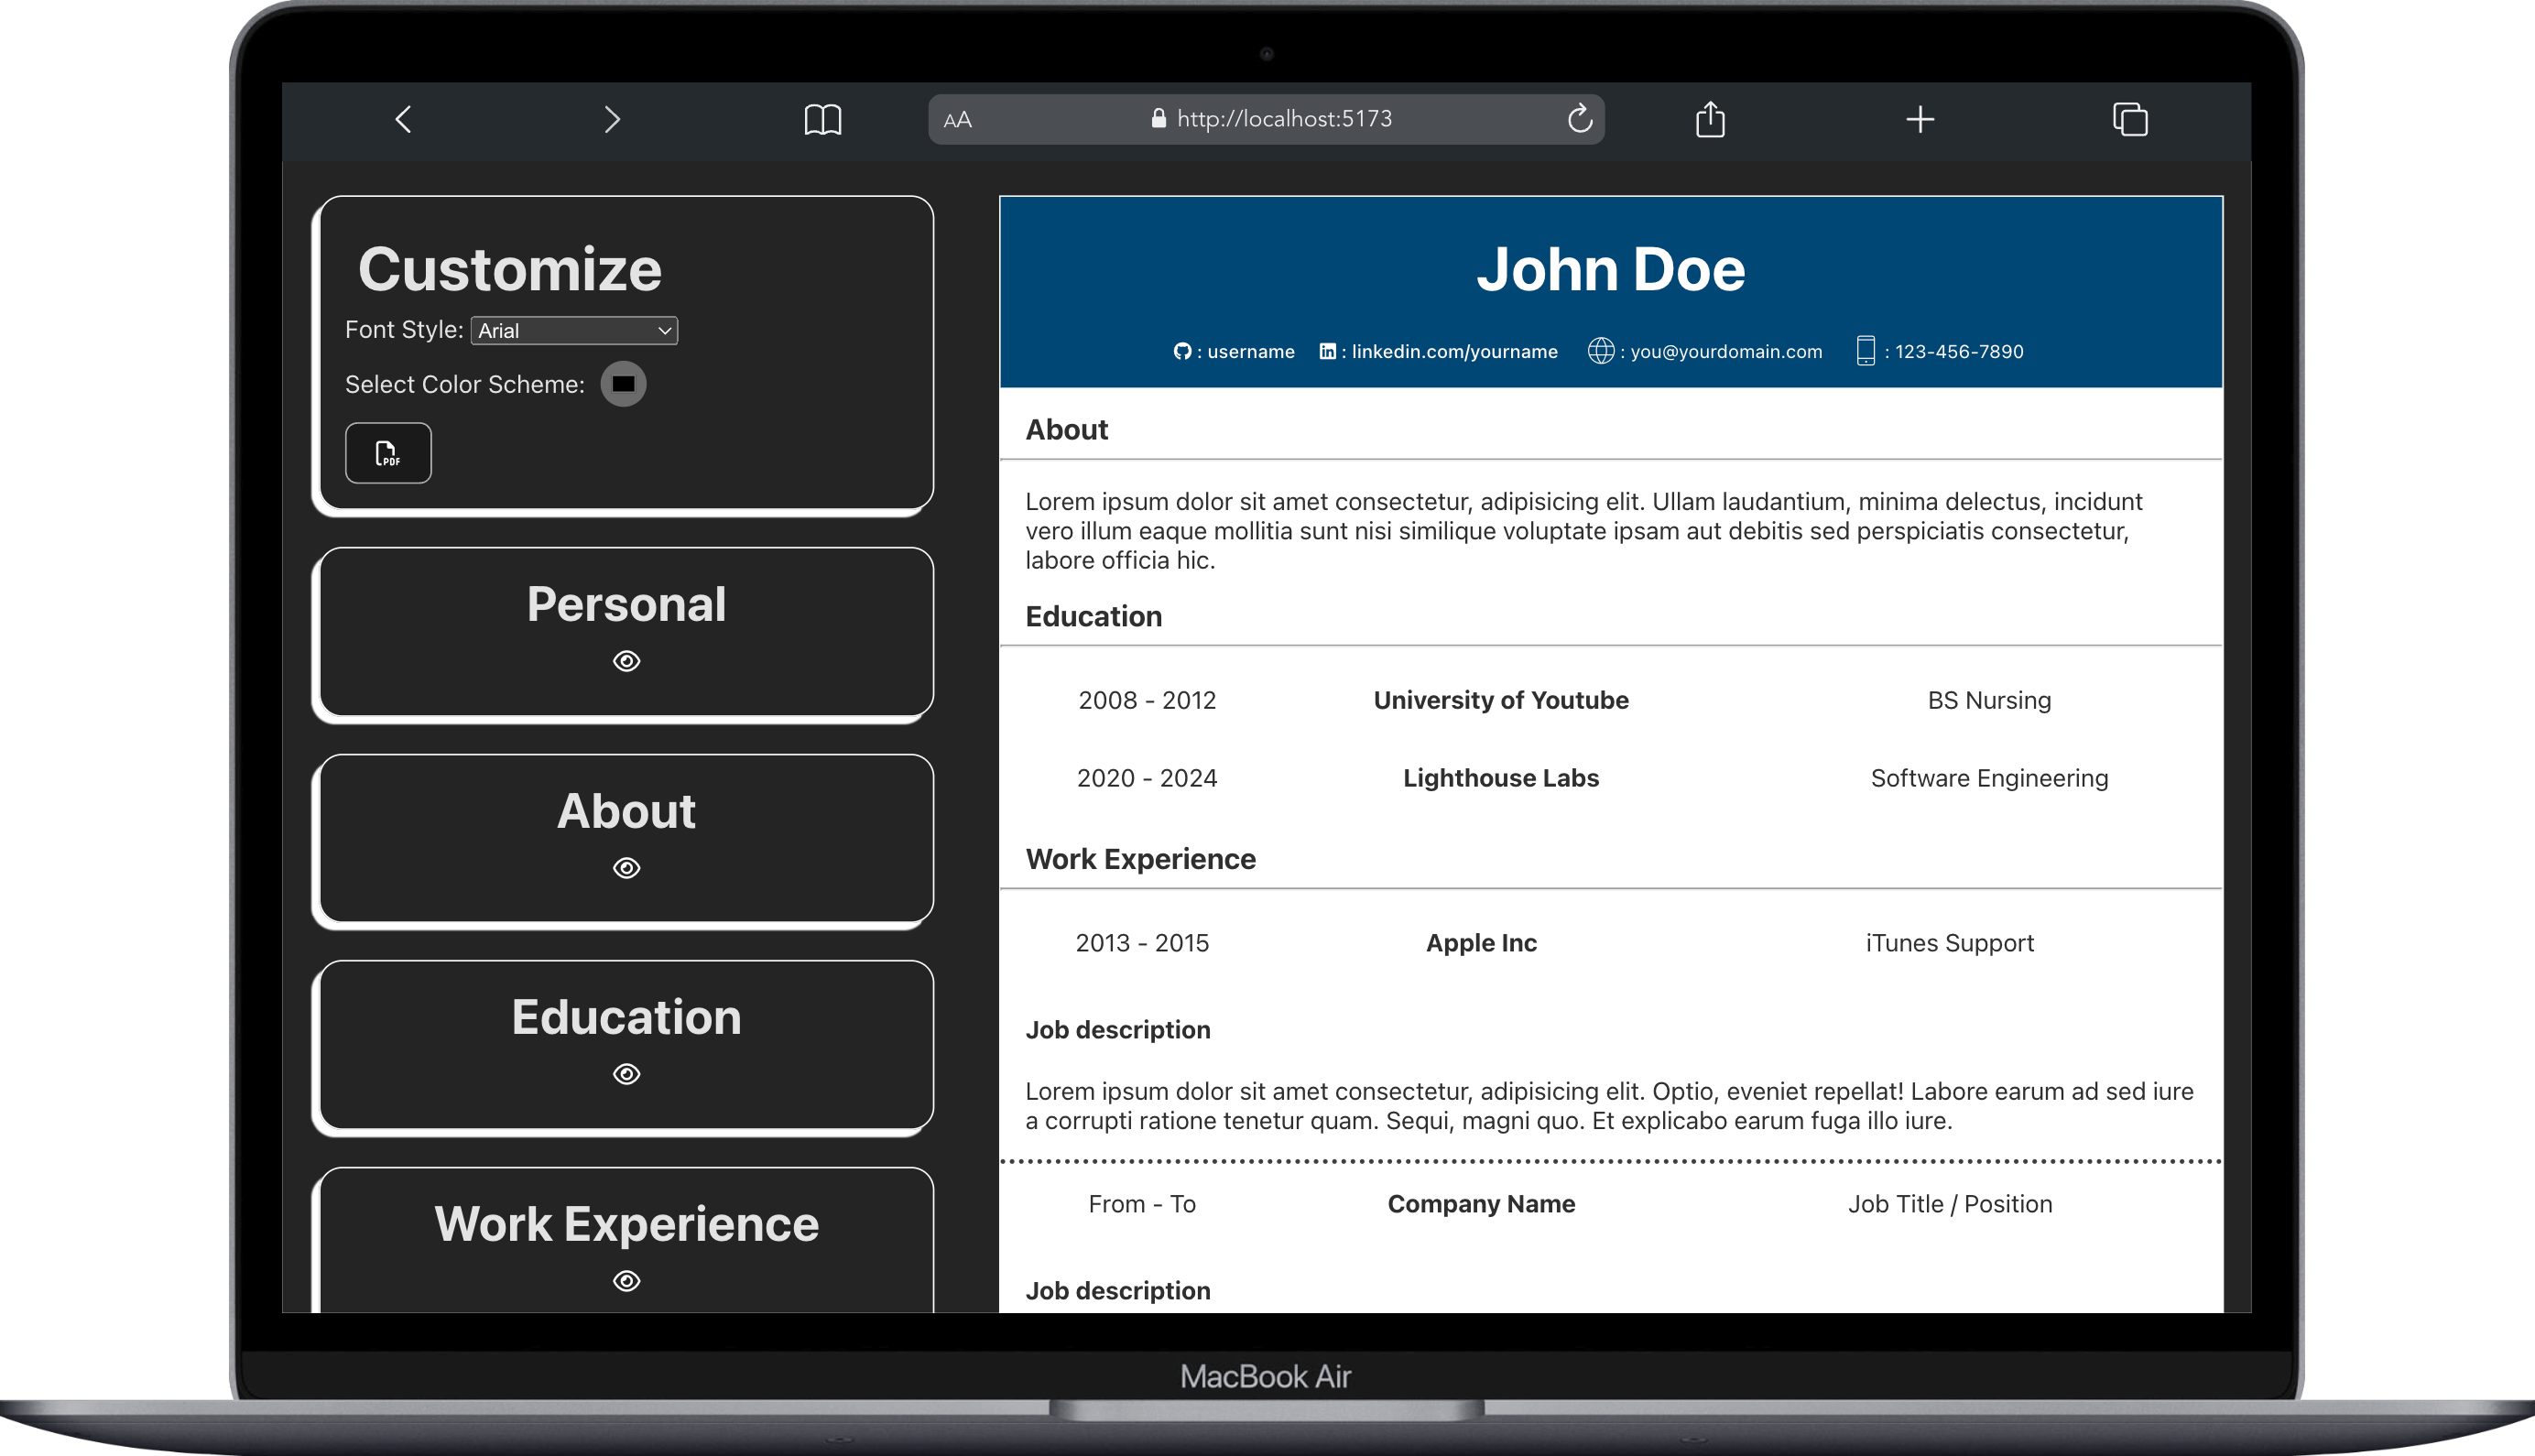 AA http://localhost:5173
Customize
Font Style: Arial
Select Color Scheme:
PDF
Personal
About
Education
Work Experience
John Doe
: username : linkedin.com/yourname : you@yourdomain.com : 123-456-7890
About
Lorem ipsum dolor sit amet consectetur, adipisicing elit. Ullam laudantium, minima delectus, incidunt
vero illum eaque mollitia sunt nisi similique voluptate ipsam aut debitis sed perspiciatis consectetur,
labore officia hic.
Education
2008 - 2012 University of Youtube BS Nursing
2020 - 2024 Lighthouse Labs Software Engineering
Work Experience
2013 - 2015 Apple Inc iTunes Support
Job description
Lorem ipsum dolor sit amet consectetur, adipisicing elit. Optio, eveniet repellat! Labore earum ad sed iure
a corrupti ratione tenetur quam. Sequi, magni quo. Et explicabo earum fuga illo iure.
From - To Company Name Job Title / Position
Job description
MacBook Air